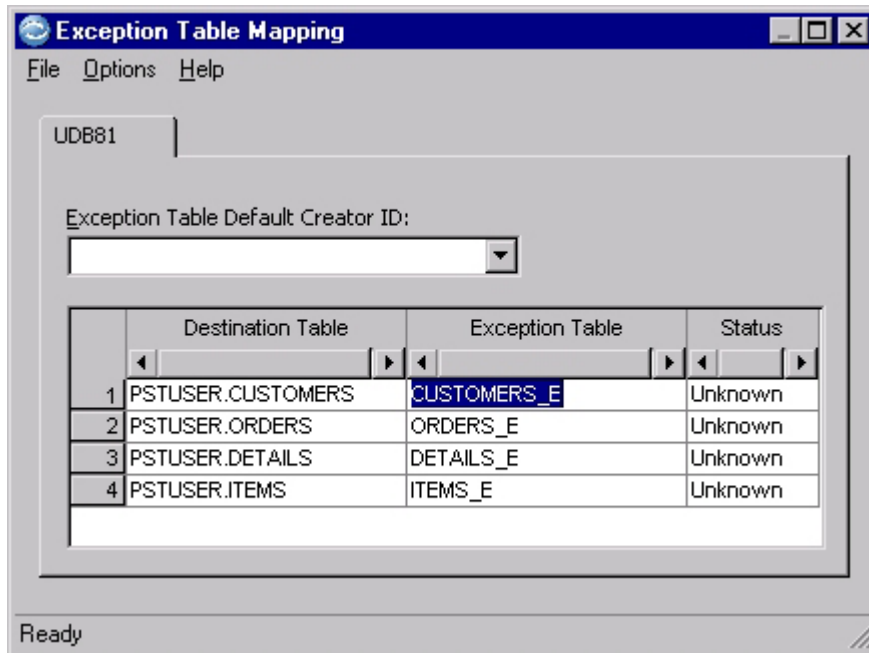 Exception Table Mapping
File Options Help
UDB81
Exception Table Default Creator ID:
Destination Table Exception Table Status
1 PSTUSER.CUSTOMERS CUSTOMERS_E Unknown
2 PSTUSER.ORDERS ORDERS_E Unknown
3 PSTUSER.DETAILS DETAILS_E Unknown
4 PSTUSER.ITEMS ITEMS_E Unknown
Ready